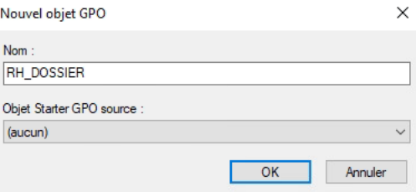 Nouvel objet GPO
Nom :
RH_DOSSIER
Objet Starter GPO source :
(aucun)
OK Annuler